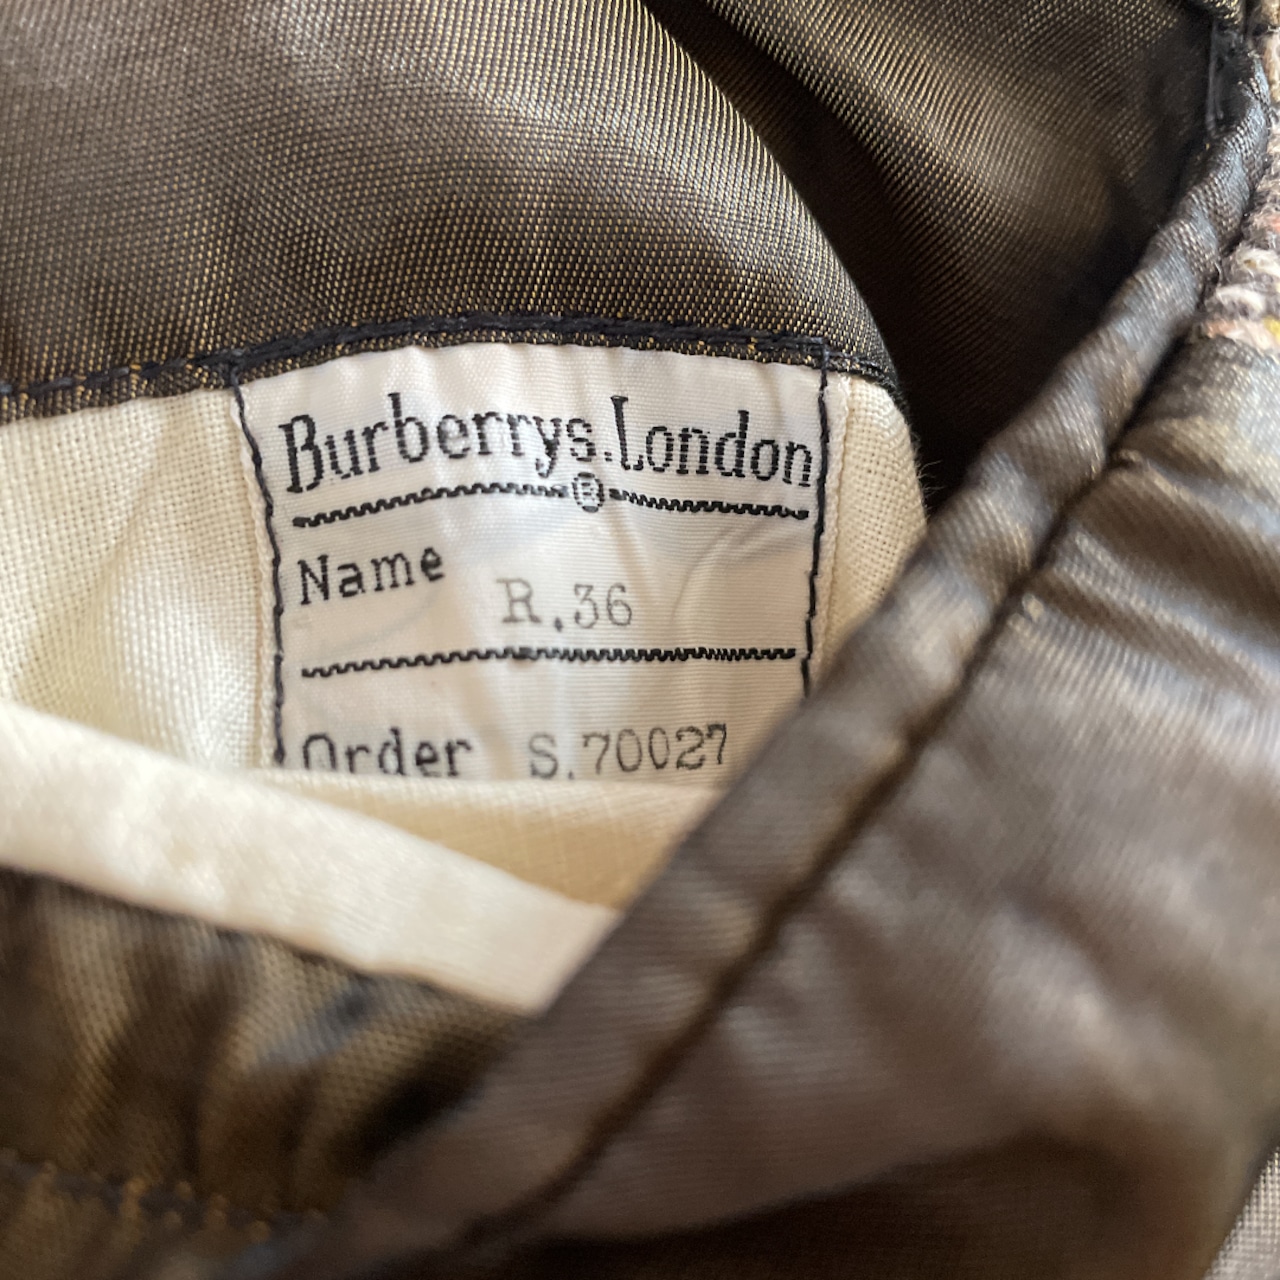 Burberrys.London
®
Name R.36
Order S.70027